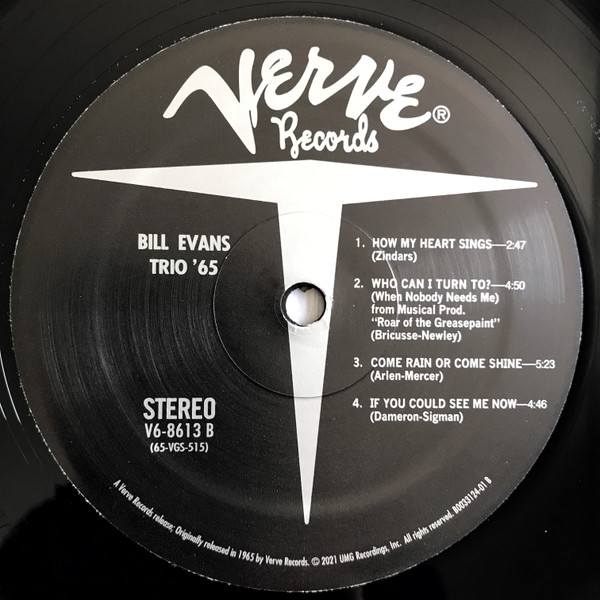 VERVE®
Records
BILL EVANS
TRIO '65
STEREO
V6-8613 B
(65-VGS-515)
1. HOW MY HEART SINGS—2:47
(Zindars)
2. WHO CAN I TURN TO?—4:50
(When Nobody Needs Me)
from Musical Prod.
"Roar of the Greasepaint"
(Bricusse-Newley)
3. COME RAIN OR COME SHINE—5:23
(Arlen-Mercer)
4. IF YOU COULD SEE ME NOW—4:46
(Dameron-Sigman)
A Verve Records release; Originally released in 1965 by Verve Records. © 2021 UMG Recordings, Inc. All rights reserved. B0033124-01 B